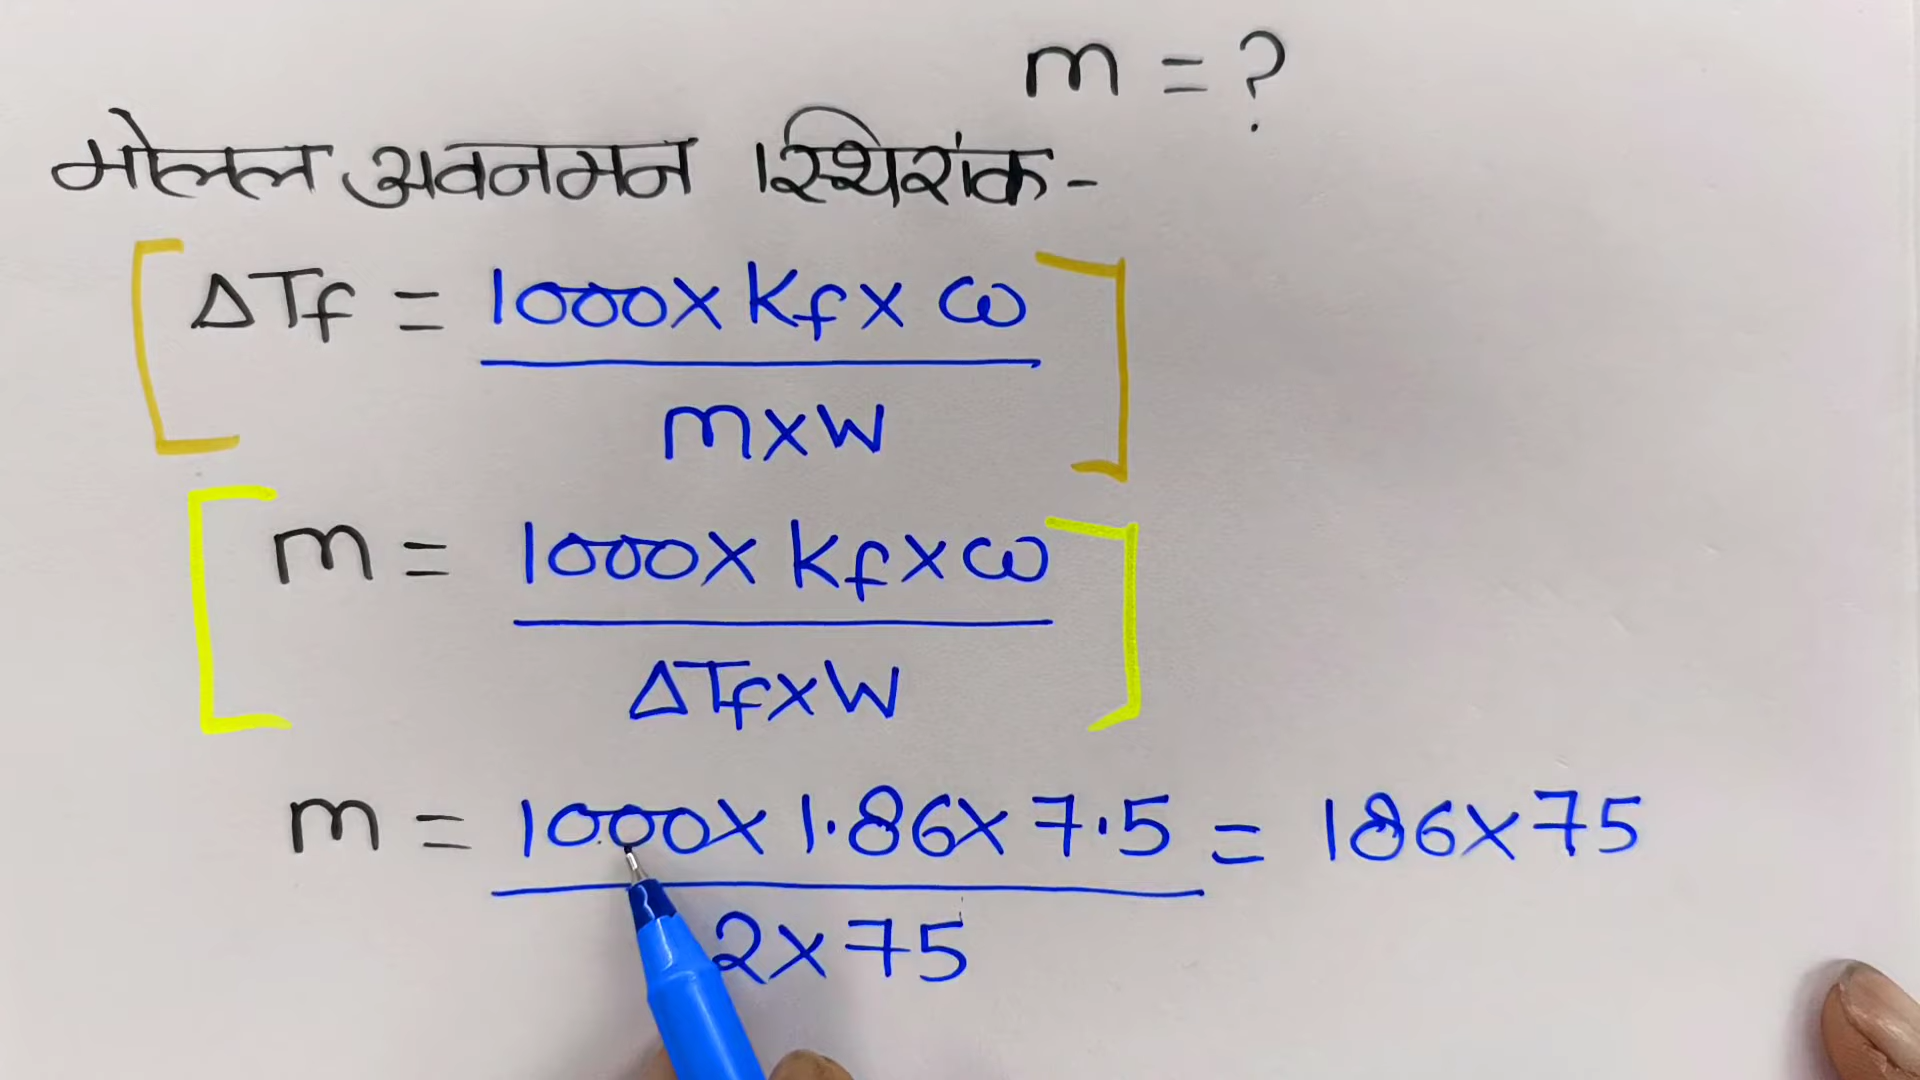 m = ?
मोलल अवनमन स्थिरांक-
ΔTf = 1000 x Kf x ω
m x W
m = 1000 x Kf x ω
ΔTf x W
m = 1000 x 1.86 x 7.5 = 186 x 75
2 x 75